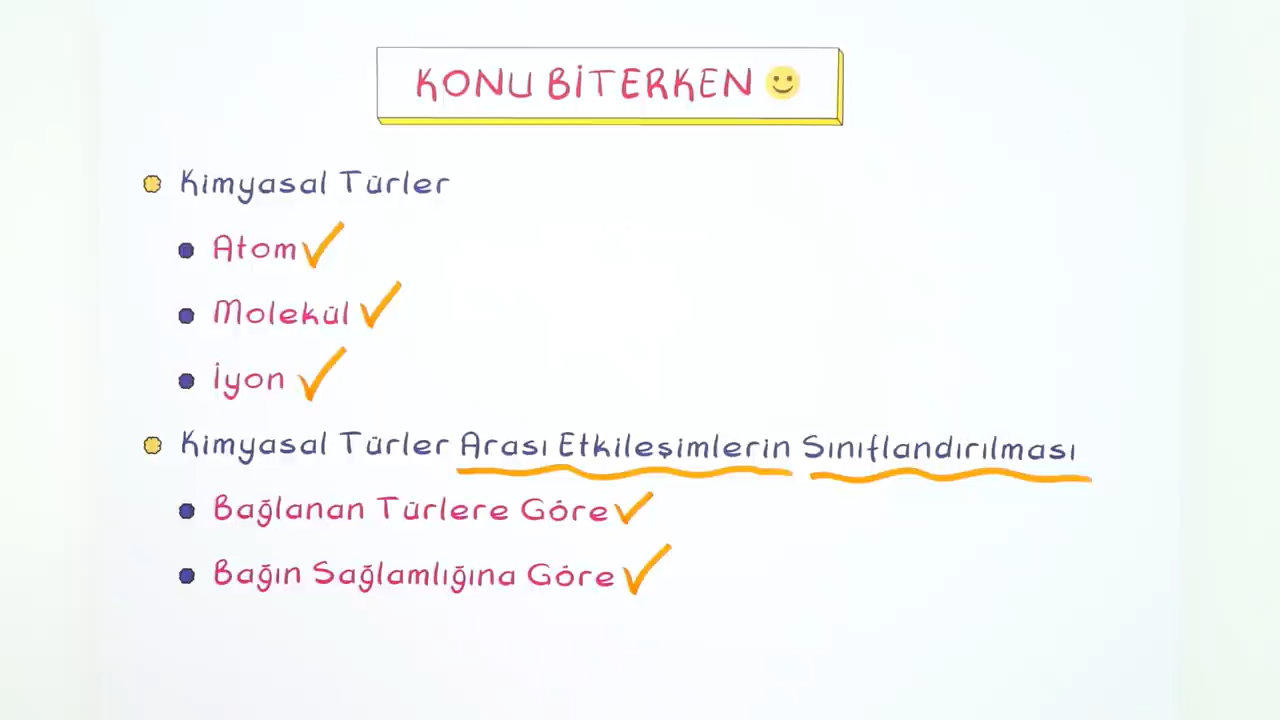 KONU BİTERKEN
Kimyasal Türler
Atom
Molekül
İyon
Kimyasal Türler Arası Etkileşimlerin Sınıflandırılması
Bağlanan Türlere Göre
Bağın Sağlamlığına Göre